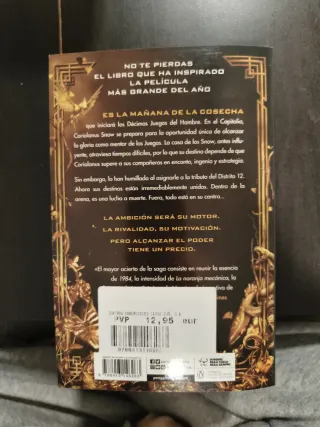 NO TE PIERDAS
EL LIBRO QUE HA INSPIRADO
LA PELÍCULA
MÁS GRANDE DEL AÑO
ES LA MAÑANA DE LA COSECHA
que iniciará los Décimos Juegos del Hambre. En el Capitolio,
Coriolanus Snow se prepara para la oportunidad única de alcanzar
la gloria como mentor de los Juegos. La casa de los Snow, antes influ-
yente, atraviesa tiempos difíciles, por lo que su destino depende de que
Coriolanus supere a sus compañeros en encanto, ingenio y estrategia.
Sin embargo, lo han humillado al asignarle a la tributo del Distrito 12.
Ahora sus destinos están irremediablemente unidos. Dentro de la
arena, es una lucha a muerte. Fuera, todo está en su contra...
LA AMBICIÓN SERÁ SU MOTOR.
LA RIVALIDAD, SU MOTIVACIÓN.
PERO ALCANZAR EL PODER
TIENE UN PRECIO.
«El mayor acierto de la saga consiste en reunir la esencia
de 1984, la intensidad de La naranja mecánica, la
PVP 12,95 eur